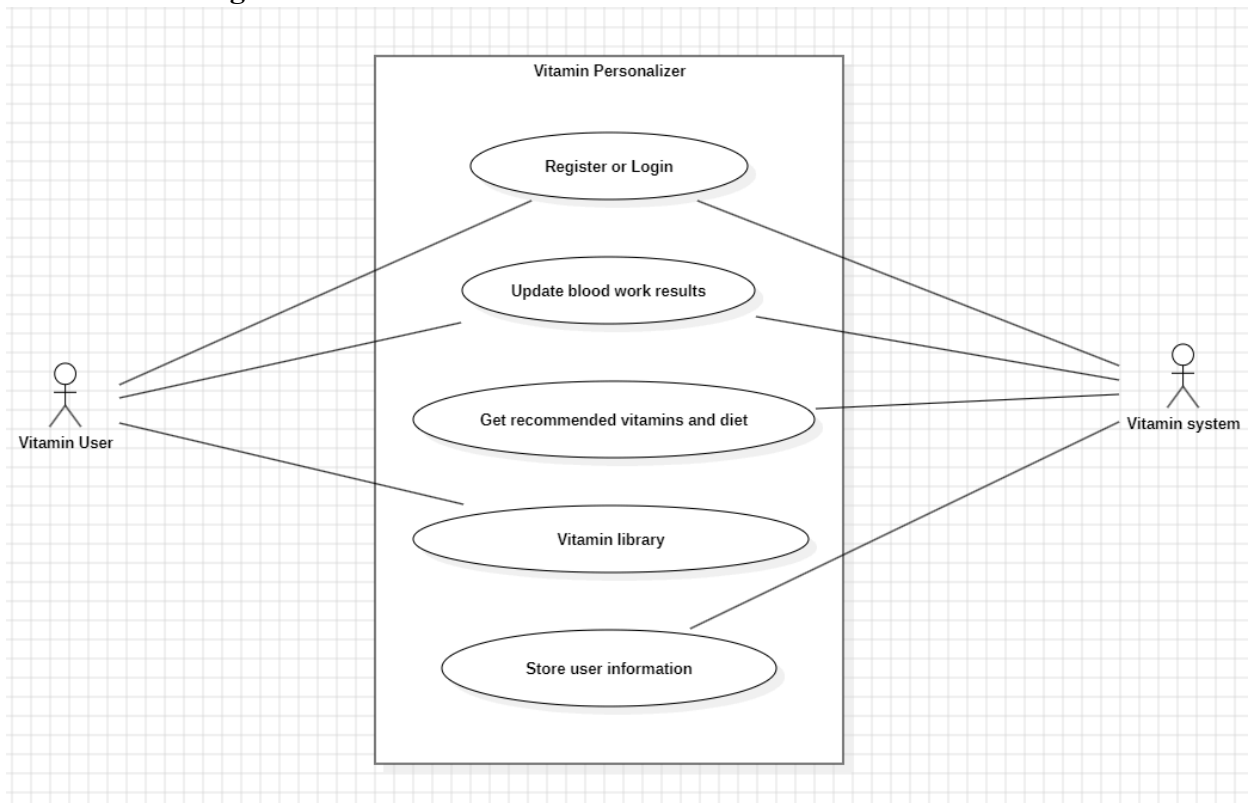 Vitamin Personalizer
Register or Login
Update blood work results
Get recommended vitamins and diet
Vitamin User
Vitamin system
Vitamin library
Store user information